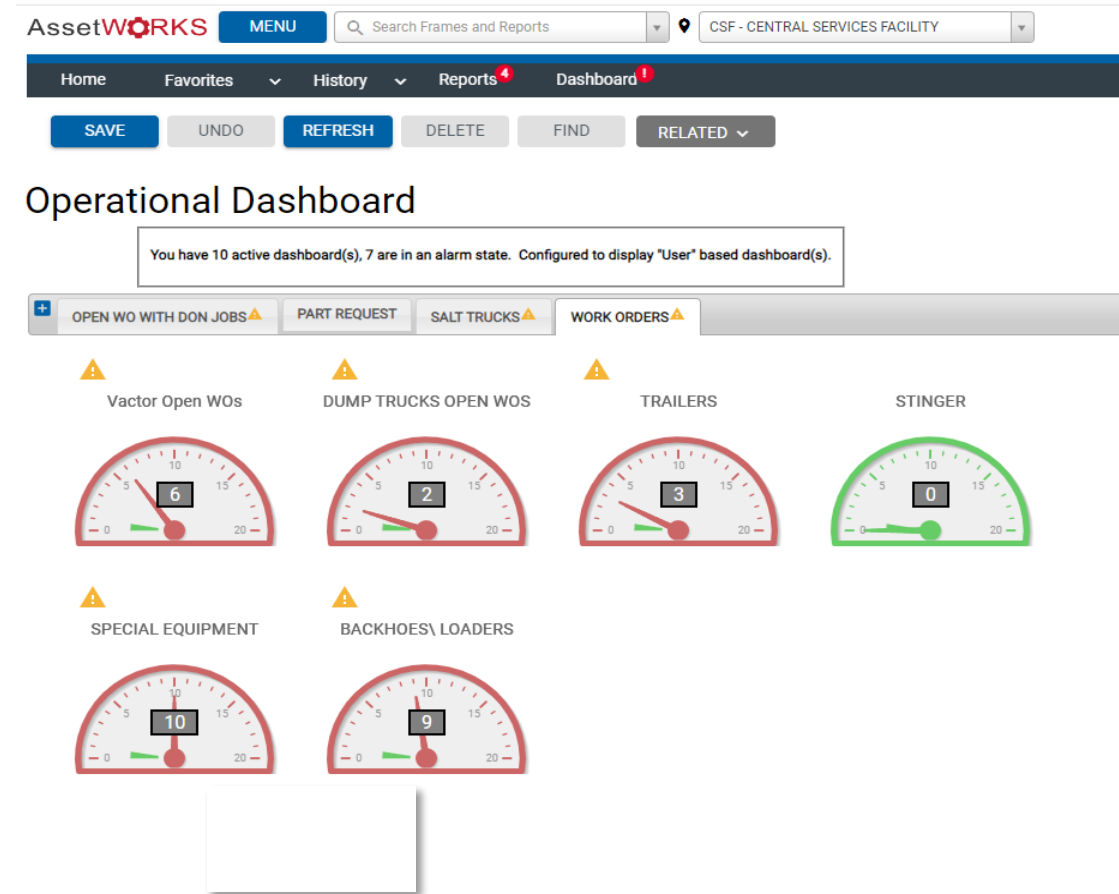 AssetWORKS MENU Search Frames and Reports CSF - CENTRAL SERVICES FACILITY
Home Favorites History Reports 4 Dashboard !
SAVE UNDO REFRESH DELETE FIND RELATED
Operational Dashboard
You have 10 active dashboard(s), 7 are in an alarm state. Configured to display "User" based dashboard(s).
+ OPEN WO WITH DON JOBS PART REQUEST SALT TRUCKS WORK ORDERS
Vactor Open WOs DUMP TRUCKS OPEN WOS TRAILERS STINGER
10 10 10 10
5 6 15 5 2 15 5 3 15 5 0 15
0 20 0 20 0 20 0 20
SPECIAL EQUIPMENT BACKHOES\ LOADERS
10 10
5 10 15 5 9 15
0 20 0 20